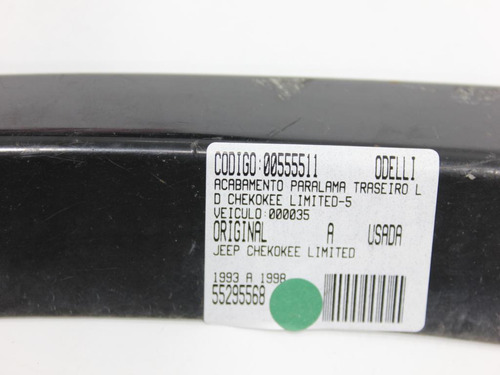 CODIGO:00555511 ODELLI
ACABAMENTO PARALAMA TRASEIRO L
D CHEKOKEE LIMITED-5
VEICULO:000035
ORIGINAL A USADA
JEEP CHEKOKEE LIMITED
1993 A 1998
55295568